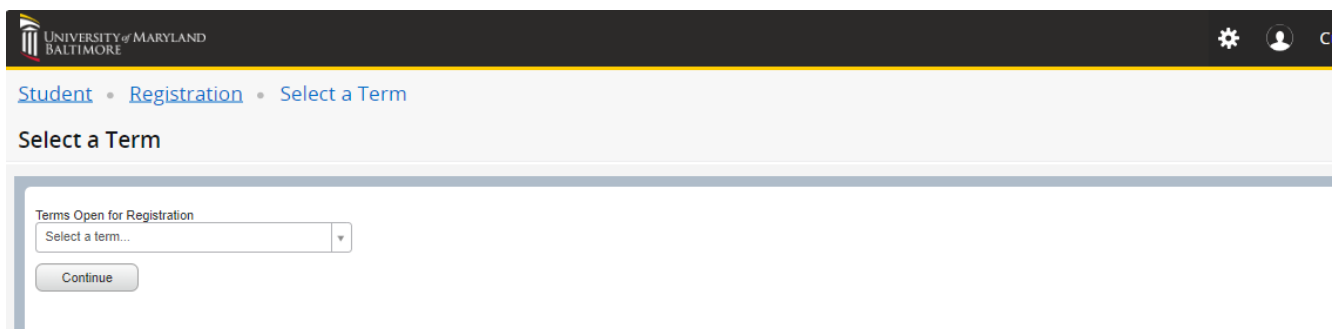 UNIVERSITY of MARYLAND
BALTIMORE
C
Student • Registration • Select a Term
Select a Term
Terms Open for Registration
Select a term...
Continue